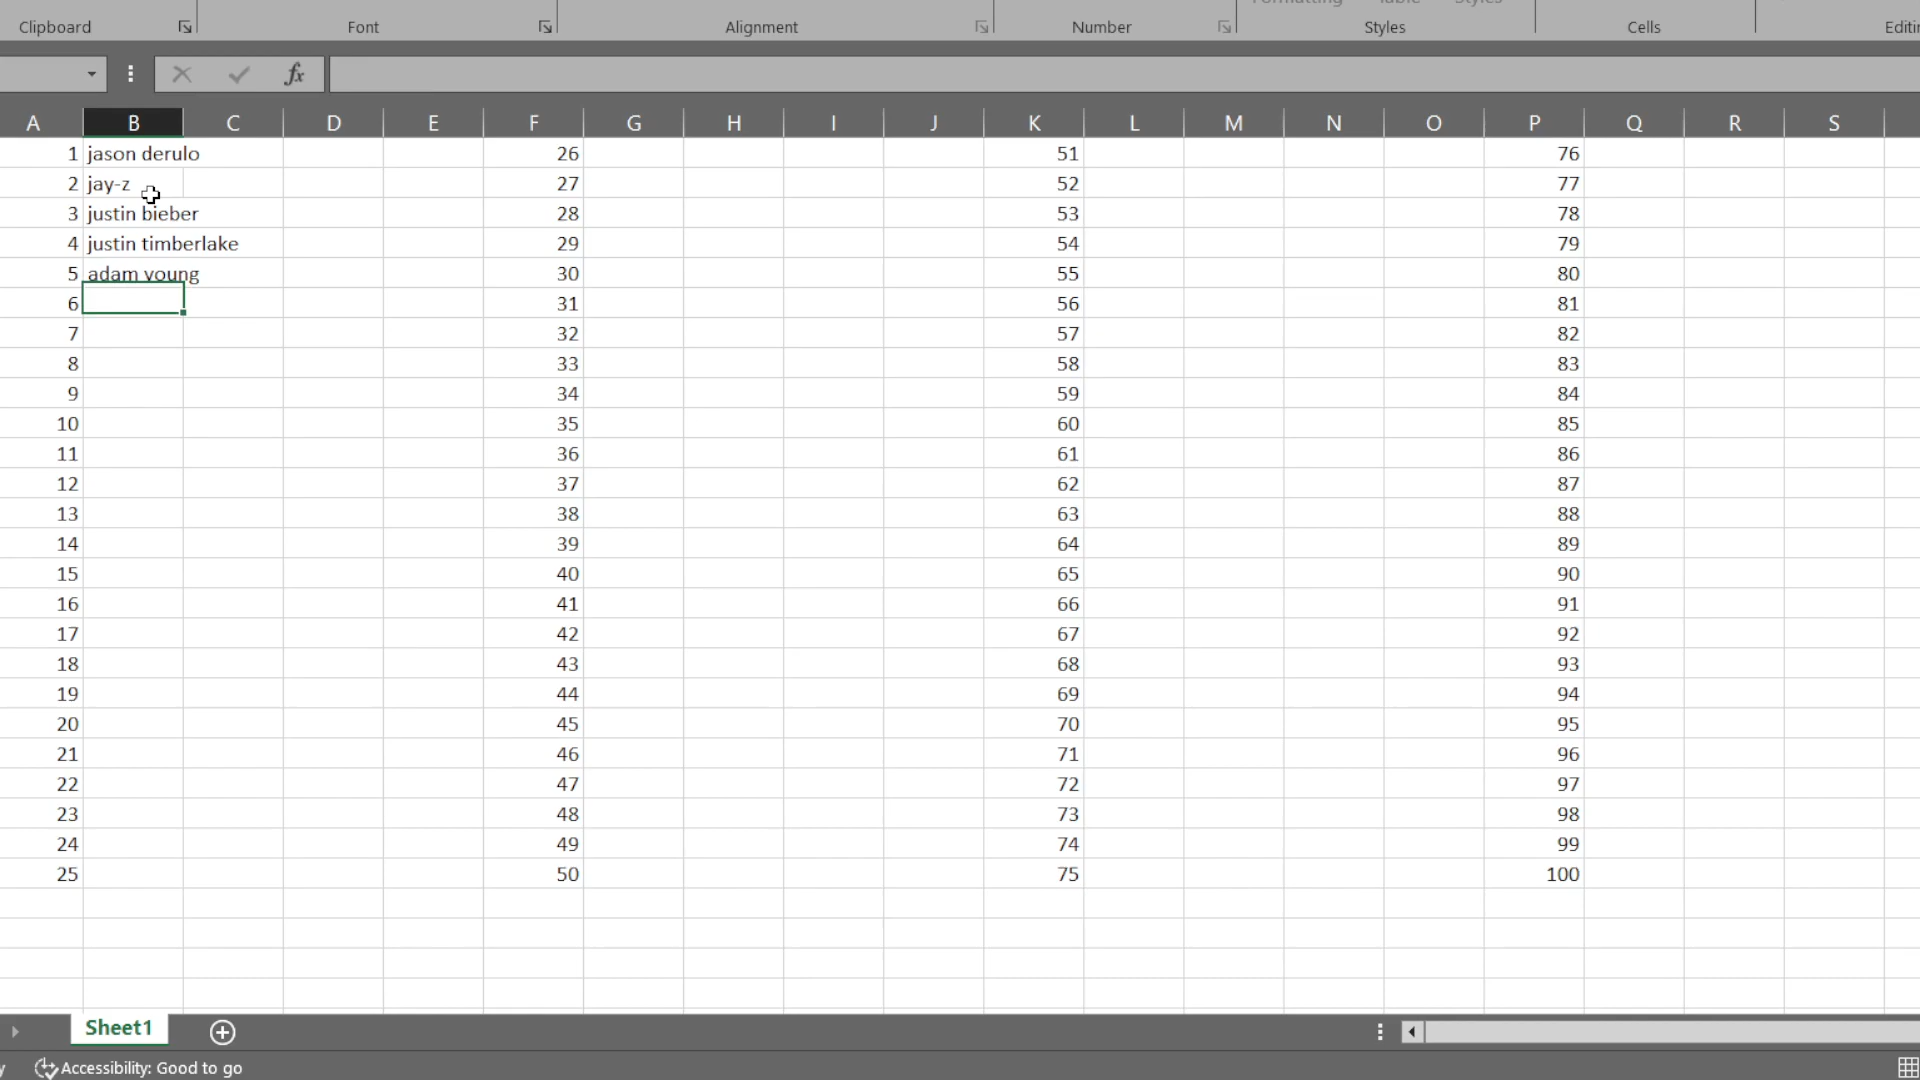 Formatting Table Styles
Clipboard Font Alignment Number Styles Cells
fx
A B C D E F G H I J K L M N O P Q R S
1 jason derulo 26 51 76
2 jay-z 27 52 77
3 justin bieber 28 53 78
4 justin timberlake 29 54 79
5 adam young 30 55 80
6 31 56 81
7 32 57 82
8 33 58 83
9 34 59 84
10 35 60 85
11 36 61 86
12 37 62 87
13 38 63 88
14 39 64 89
15 40 65 90
16 41 66 91
17 42 67 92
18 43 68 93
19 44 69 94
20 45 70 95
21 46 71 96
22 47 72 97
23 48 73 98
24 49 74 99
25 50 75 100
Sheet1
Accessibility: Good to go